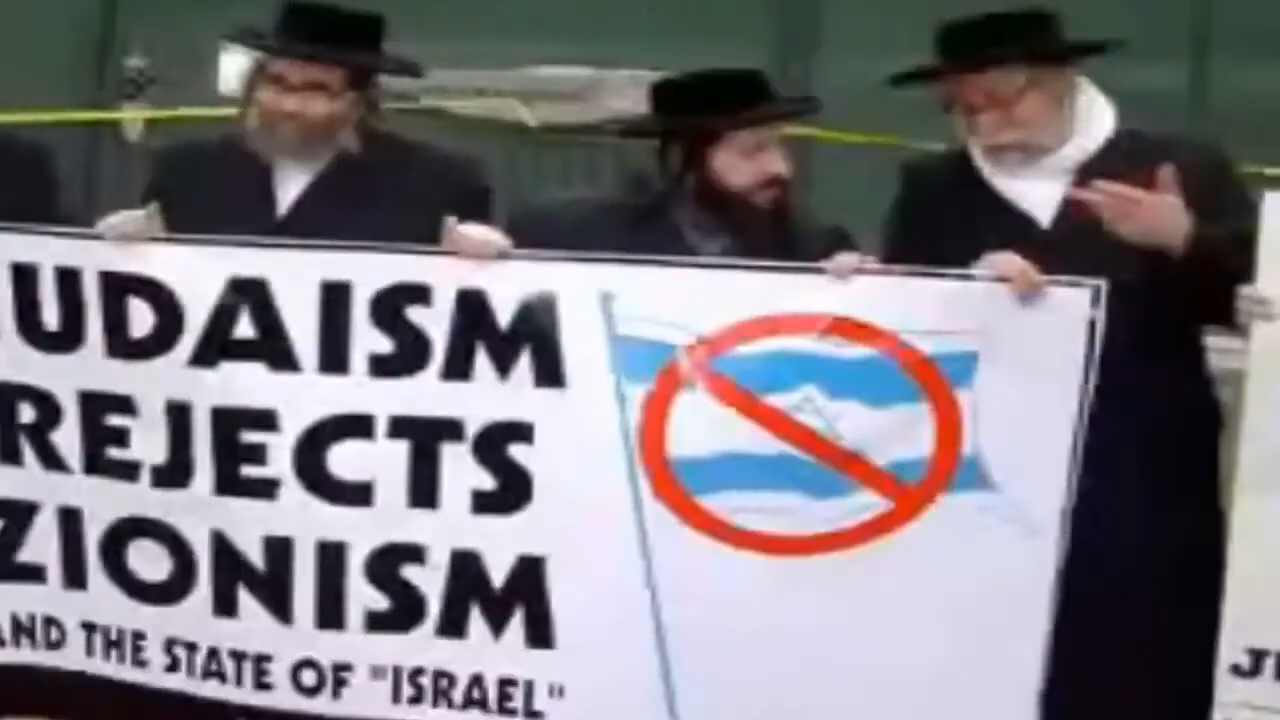 UDAISM
REJECTS
ZIONISM
AND THE STATE OF "ISRAEL"